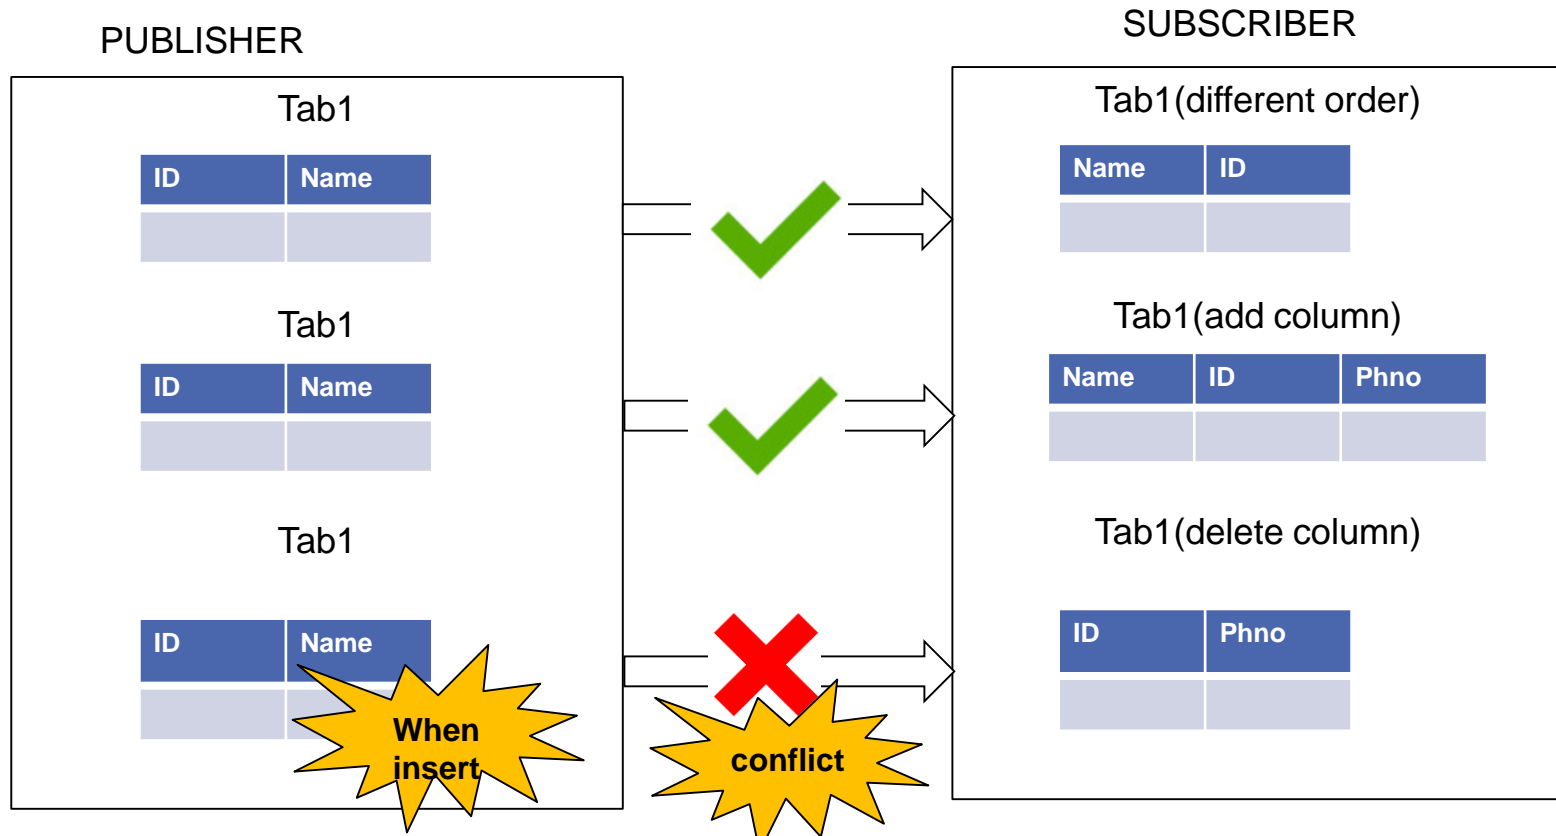 PUBLISHER
SUBSCRIBER
Tab1
Tab1(different order)
ID Name
Name ID
Tab1
Tab1(add column)
ID Name
Name ID Phno
Tab1
Tab1(delete column)
ID Name
ID Phno
When
insert
conflict